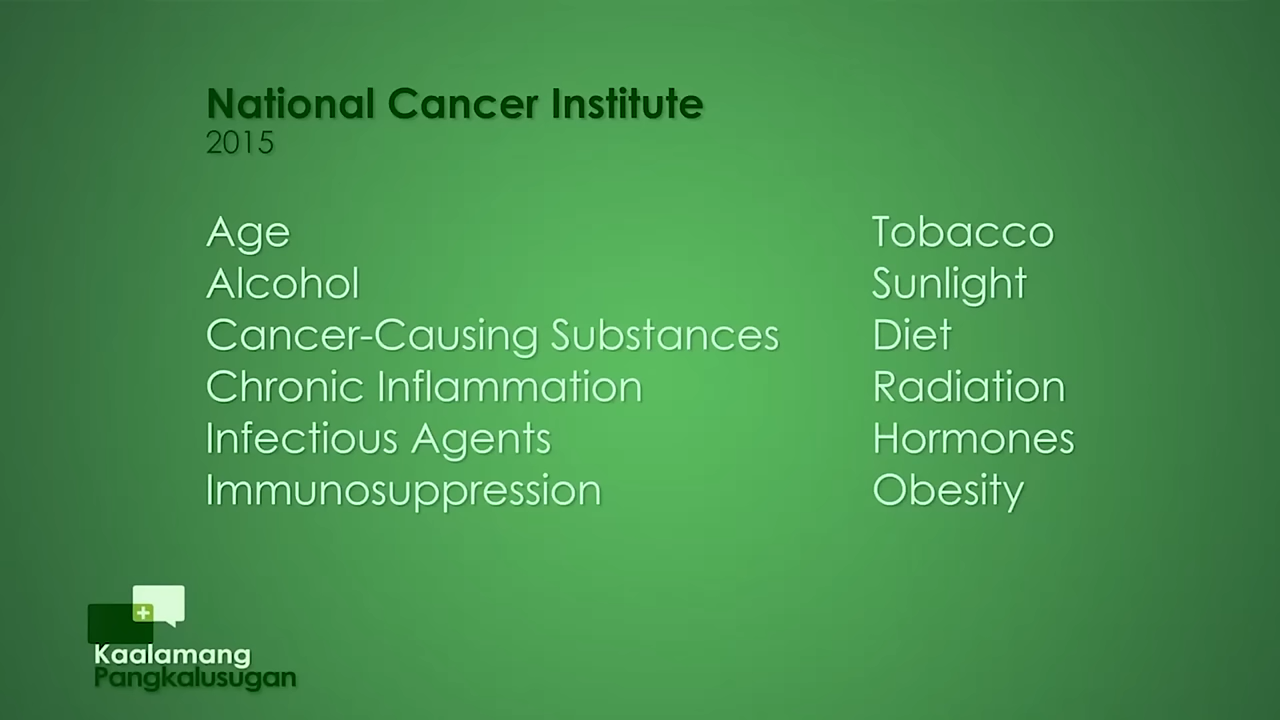 National Cancer Institute
2015
Age
Alcohol
Cancer-Causing Substances
Chronic Inflammation
Infectious Agents
Immunosuppression
Tobacco
Sunlight
Diet
Radiation
Hormones
Obesity
Kaalamang
Pangkalusugan